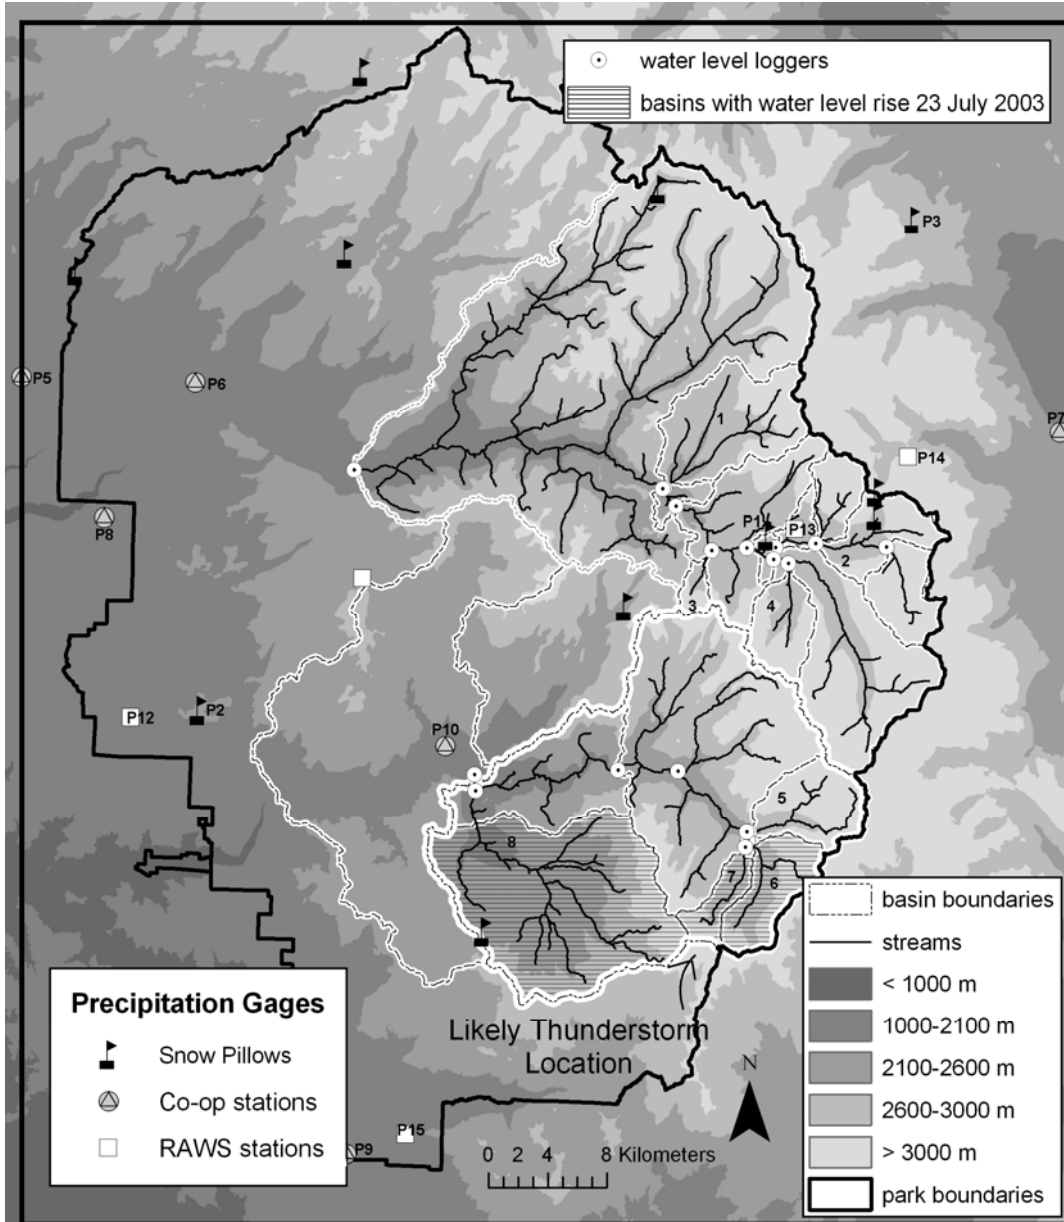 water level loggers
basins with water level rise 23 July 2003
P3
P5
P6
P7
1
P14
P8
P14
P13
2
3
4
P12
P2
P10
5
8
7
6
Likely Thunderstorm
Location
N
0 2 4 8 Kilometers
P15
P9
Precipitation Gages
Snow Pillows
Co-op stations
RAWS stations
basin boundaries
streams
< 1000 m
1000-2100 m
2100-2600 m
2600-3000 m
> 3000 m
park boundaries